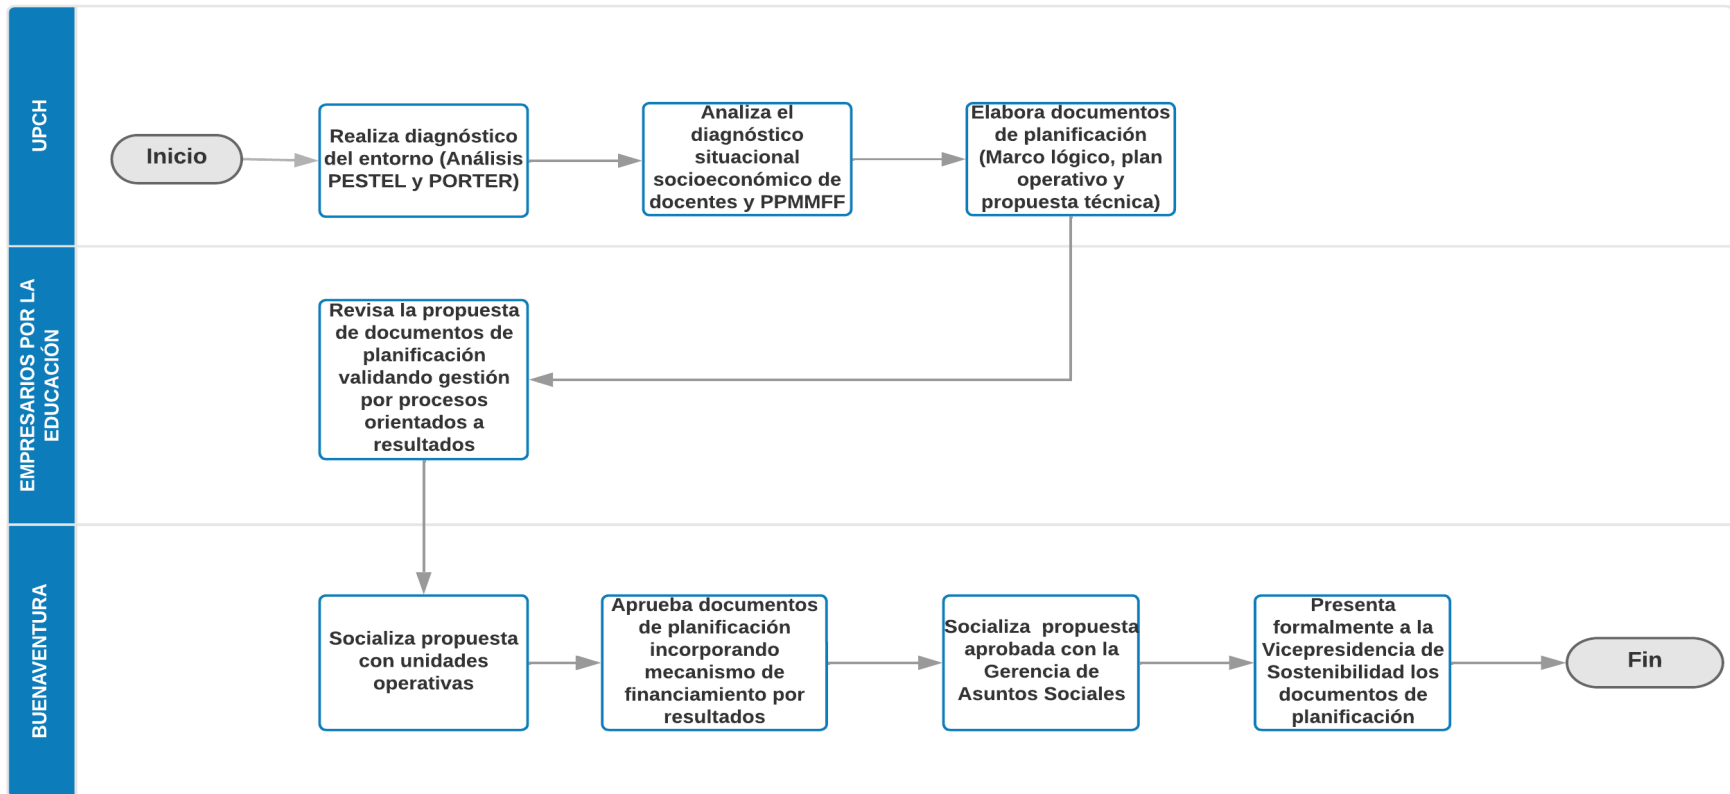 UPCH
Inicio
Realiza diagnóstico
del entorno (Análisis
PESTEL y PORTER)
Analiza el
diagnóstico
situacional
socioeconómico de
docentes y PPMMFF
Elabora documentos
de planificación
(Marco lógico, plan
operativo y
propuesta técnica)
EMPRESARIOS POR LA
EDUCACIÓN
Revisa la propuesta
de documentos de
planificación
validando gestión
por procesos
orientados a
resultados
BUENAVENTURA
Socializa propuesta
con unidades
operativas
Aprueba documentos
de planificación
incorporando
mecanismo de
financiamiento por
resultados
Socializa propuesta
aprobada con la
Gerencia de
Asuntos Sociales
Presenta
formalmente a la
Vicepresidencia de
Sostenibilidad los
documentos de
planificación
Fin